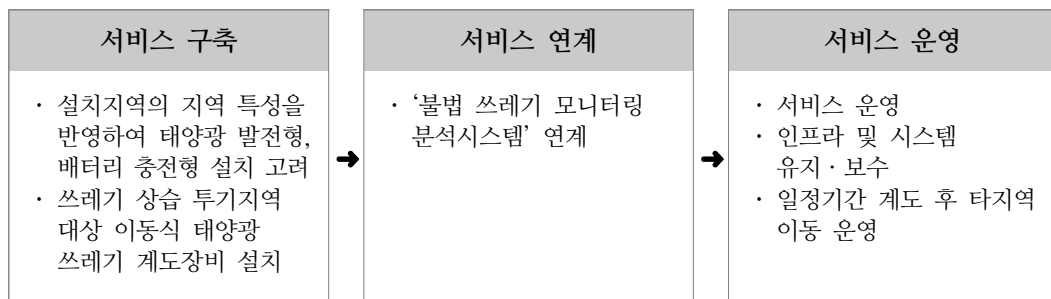 서비스 구축
· 설치지역의 지역 특성을
반영하여 태양광 발전형,
배터리 충전형 설치 고려
· 쓰레기 상습 투기지역
대상 이동식 태양광
쓰레기 계도장비 설치
➜
서비스 연계
· ‘불법 쓰레기 모니터링
분석시스템’ 연계
➜
서비스 운영
· 서비스 운영
· 인프라 및 시스템
유지 · 보수
· 일정기간 계도 후 타지역
이동 운영